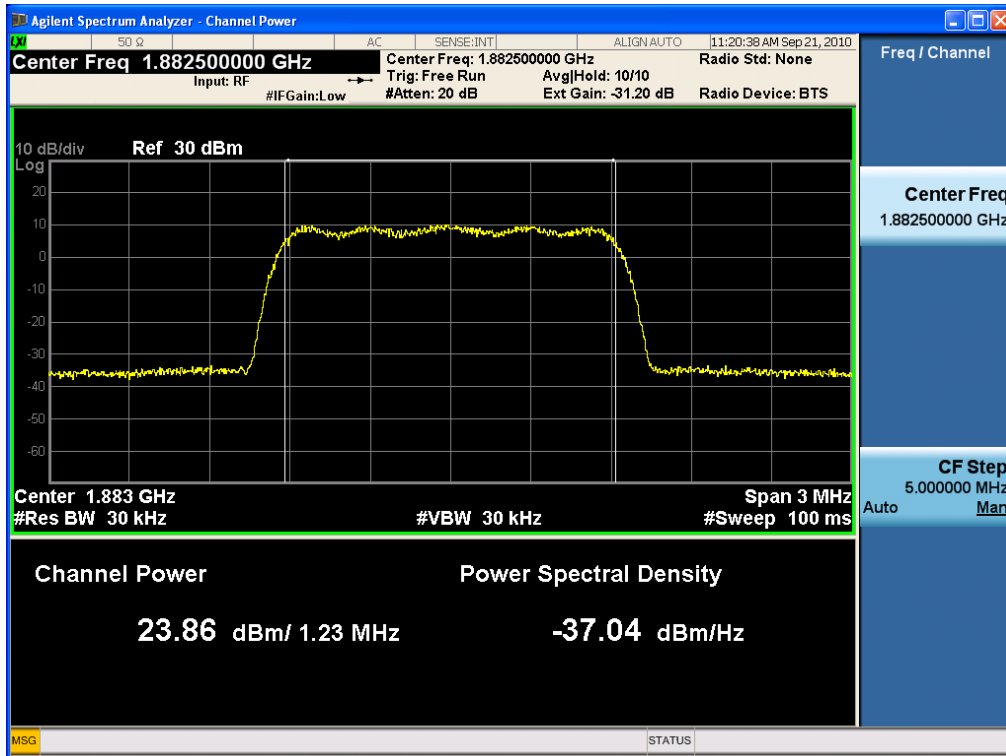 Agilent Spectrum Analyzer - Channel Power
LXI 50 Ω AC SENSE:INT ALIGN AUTO 11:20:38 AM Sep 21, 2010
Center Freq 1.882500000 GHz
Input: RF
#IFGain:Low
Center Freq: 1.882500000 GHz
Trig: Free Run Avg|Hold: 10/10
#Atten: 20 dB Ext Gain: -31.20 dB
Radio Std: None
Radio Device: BTS
Freq / Channel
10 dB/div Ref 30 dBm
Log
20
10
0
-10
-20
-30
-40
-50
-60
Center 1.883 GHz Span 3 MHz
#Res BW 30 kHz #VBW 30 kHz #Sweep 100 ms
Center Freq
1.882500000 GHz
CF Step
5.000000 MHz
Auto Man
Channel Power Power Spectral Density
23.86 dBm/ 1.23 MHz -37.04 dBm/Hz
MSG STATUS